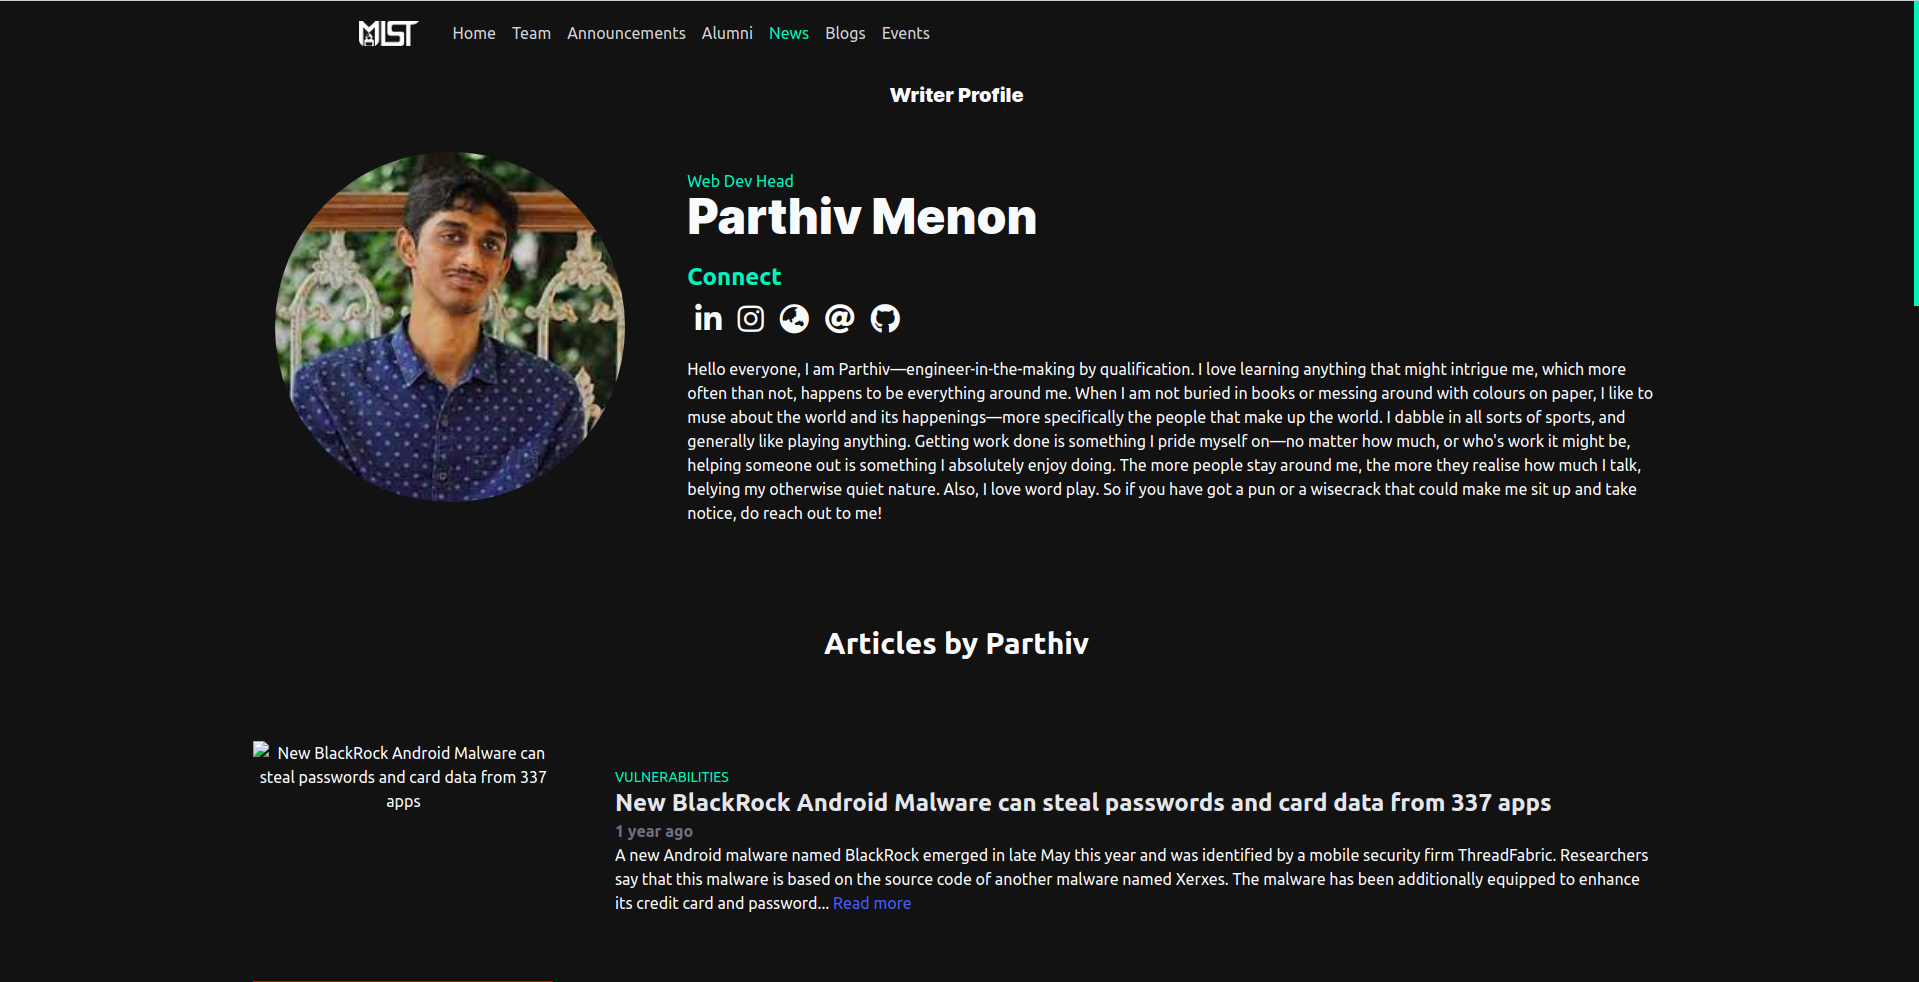 MIST
Home Team Announcements Alumni News Blogs Events
Writer Profile
Web Dev Head
Parthiv Menon
Connect
Hello everyone, I am Parthiv—engineer-in-the-making by qualification. I love learning anything that might intrigue me, which more
often than not, happens to be everything around me. When I am not buried in books or messing around with colours on paper, I like to
muse about the world and its happenings—more specifically the people that make up the world. I dabble in all sorts of sports, and
generally like playing anything. Getting work done is something I pride myself on—no matter how much, or who's work it might be,
helping someone out is something I absolutely enjoy doing. The more people stay around me, the more they realise how much I talk,
belying my otherwise quiet nature. Also, I love word play. So if you have got a pun or a wisecrack that could make me sit up and take
notice, do reach out to me!
Articles by Parthiv
New BlackRock Android Malware can
steal passwords and card data from 337
apps
VULNERABILITIES
New BlackRock Android Malware can steal passwords and card data from 337 apps
1 year ago
A new Android malware named BlackRock emerged in late May this year and was identified by a mobile security firm ThreadFabric. Researchers
say that this malware is based on the source code of another malware named Xerxes. The malware has been additionally equipped to enhance
its credit card and password... Read more